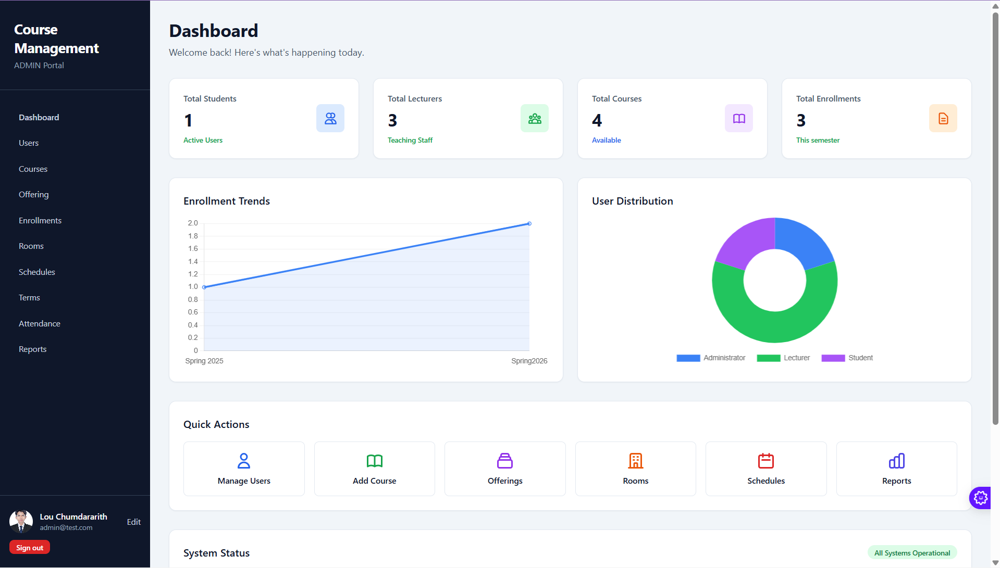 Course
Management
ADMIN Portal
Dashboard
Users
Courses
Offering
Enrollments
Rooms
Schedules
Terms
Attendance
Reports
Lou Chumdararith
admin@test.com
Edit
Sign out
Dashboard
Welcome back! Here's what's happening today.
Total Students
1
Active Users
Total Lecturers
3
Teaching Staff
Total Courses
4
Available
Total Enrollments
3
This semester
Enrollment Trends
2.0
1.8
1.6
1.4
1.2
1.0
0.8
0.6
0.4
0.2
0
Spring 2025
Spring2026
User Distribution
Administrator
Lecturer
Student
Quick Actions
Manage Users
Add Course
Offerings
Rooms
Schedules
Reports
System Status
All Systems Operational